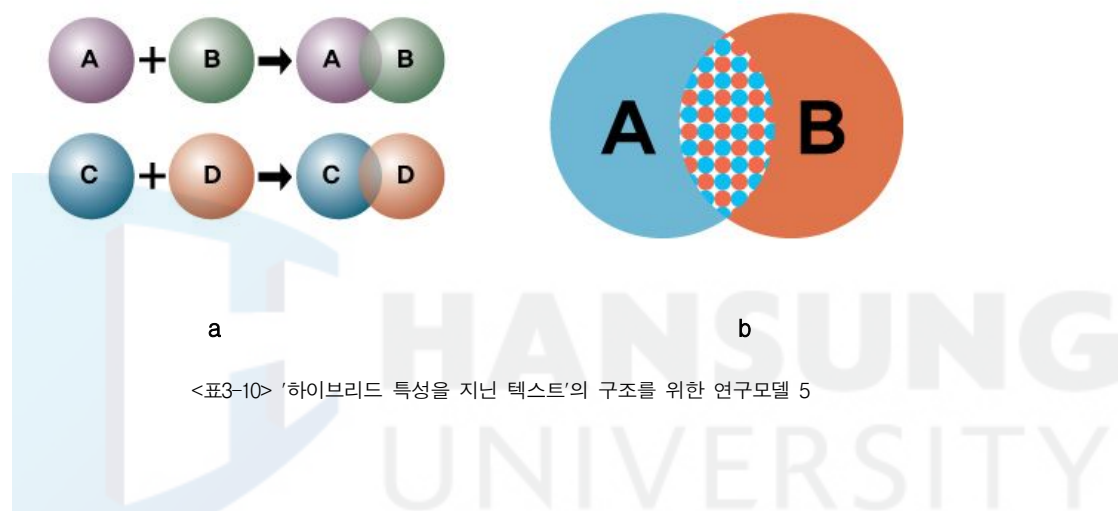 A + B → A B
A B
C + D → C D
a
b
<표3-10> '하이브리드 특성을 지닌 텍스트'의 구조를 위한 연구모델 5
HANSUNG
UNIVERSITY